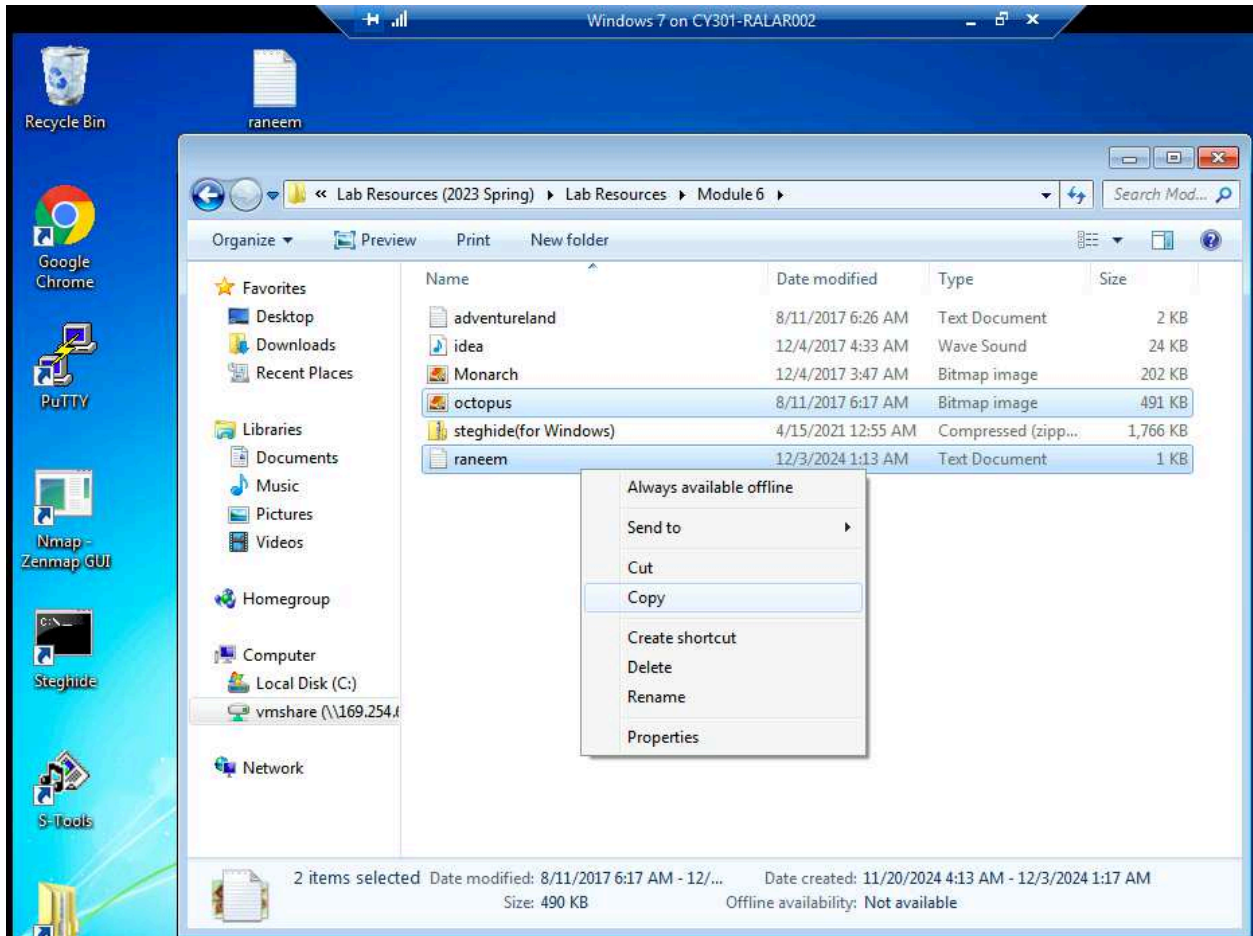 Windows 7 on CY301-RALAR002
Recycle Bin
raneem
« Lab Resources (2023 Spring) Lab Resources Module 6
Search Mod...
Organize Preview Print New folder
Google
Chrome
PuTTY
Nmap -
Zenmap GUI
C:\_
Steghide
S-Tools
Favorites
Desktop
Downloads
Recent Places
Libraries
Documents
Music
Pictures
Videos
Homegroup
Computer
Local Disk (C:)
vmshare (\\169.254.6
Network
Name Date modified Type Size
adventureland 8/11/2017 6:26 AM Text Document 2 KB
idea 12/4/2017 4:33 AM Wave Sound 24 KB
Monarch 12/4/2017 3:47 AM Bitmap image 202 KB
octopus 8/11/2017 6:17 AM Bitmap image 491 KB
steghide(for Windows) 4/15/2021 12:55 AM Compressed (zipp... 1,766 KB
raneem 12/3/2024 1:13 AM Text Document 1 KB
Always available offline
Send to
Cut
Copy
Create shortcut
Delete
Rename
Properties
2 items selected Date modified: 8/11/2017 6:17 AM - 12/... Date created: 11/20/2024 4:13 AM - 12/3/2024 1:17 AM
Size: 490 KB Offline availability: Not available